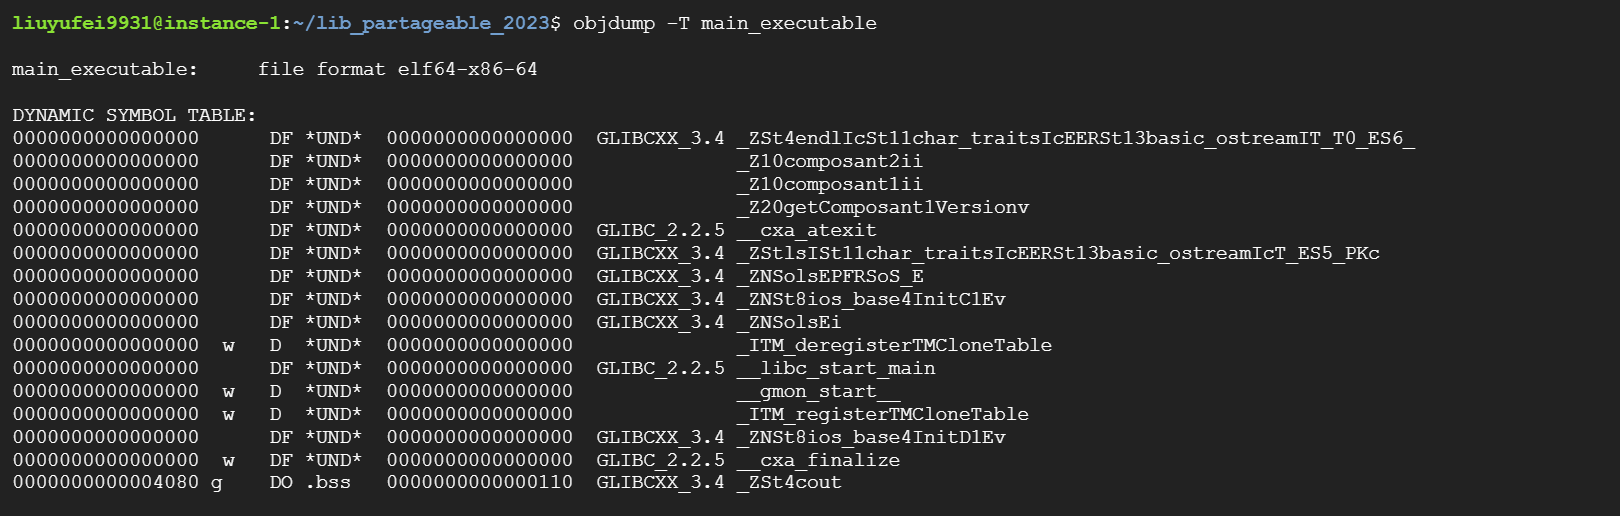 liuyufei9931@instance-1:~/lib_partageable_2023$ objdump -T main_executable
main_executable:     file format elf64-x86-64
DYNAMIC SYMBOL TABLE:
0000000000000000      DF *UND*  0000000000000000  GLIBCXX_3.4 _ZSt4endlIcSt11char_traitsIcEERSt13basic_ostreamIT_T0_ES6_
0000000000000000      DF *UND*  0000000000000000              _Z10composant2ii
0000000000000000      DF *UND*  0000000000000000              _Z10composant1ii
0000000000000000      DF *UND*  0000000000000000              _Z20getComposant1Versionv
0000000000000000      DF *UND*  0000000000000000  GLIBC_2.2.5 __cxa_atexit
0000000000000000      DF *UND*  0000000000000000  GLIBCXX_3.4 _ZStlsISt11char_traitsIcEERSt13basic_ostreamIcT_ES5_PKc
0000000000000000      DF *UND*  0000000000000000  GLIBCXX_3.4 _ZNSolsEPFRSoS_E
0000000000000000      DF *UND*  0000000000000000  GLIBCXX_3.4 _ZNSt8ios_base4InitC1Ev
0000000000000000      DF *UND*  0000000000000000  GLIBCXX_3.4 _ZNSolsEi
0000000000000000  w   D  *UND*  0000000000000000              _ITM_deregisterTMCloneTable
0000000000000000      DF *UND*  0000000000000000  GLIBC_2.2.5 __libc_start_main
0000000000000000  w   D  *UND*  0000000000000000              __gmon_start__
0000000000000000  w   D  *UND*  0000000000000000              _ITM_registerTMCloneTable
0000000000000000      DF *UND*  0000000000000000  GLIBCXX_3.4 _ZNSt8ios_base4InitD1Ev
0000000000000000  w   DF *UND*  0000000000000000  GLIBC_2.2.5 __cxa_finalize
0000000000004080 g    DO .bss   0000000000000110  GLIBCXX_3.4 _ZSt4cout